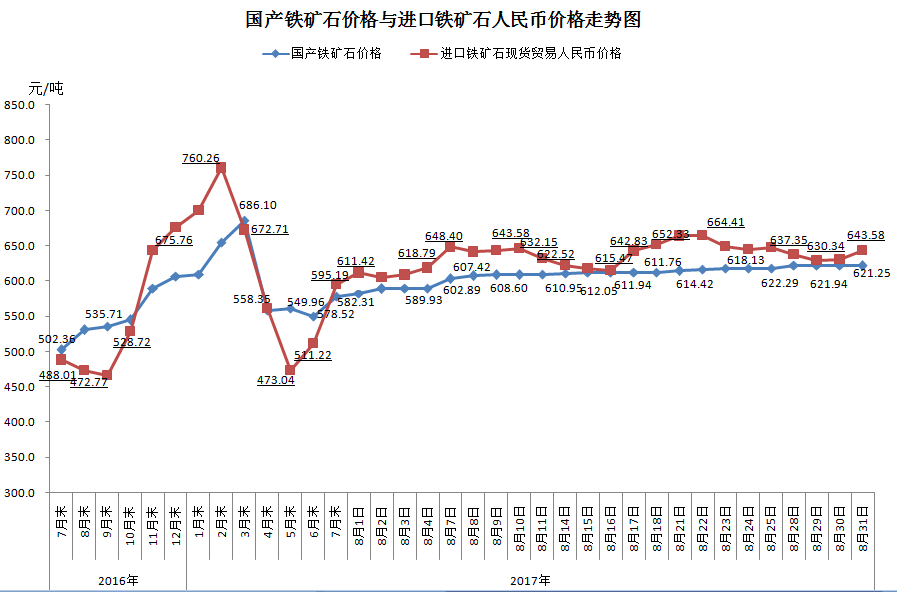 国产铁矿石价格与进口铁矿石人民币价格走势图
国产铁矿石价格 进口铁矿石现货贸易人民币价格
元/吨
850.0
800.0
750.0
700.0
650.0
600.0
550.0
500.0
450.0
400.0
350.0
300.0
760.26
686.10
672.71
675.76
664.41
648.40
643.58
632.15
622.52
642.83
652.33
637.35
630.34
643.58
611.42
618.79
595.19
607.42
615.47
611.76
618.13
621.25
602.89
608.60
610.95
612.05
611.94
614.42
622.29
621.94
558.35
549.96
582.31
589.93
578.52
535.71
502.36
528.72
511.22
488.01
472.77
473.04
7月末
8月末
9月末
10月末
11月末
12月末
1月末
2月末
3月末
4月末
5月末
6月末
7月末
8月1日
8月2日
8月3日
8月4日
8月7日
8月8日
8月9日
8月10日
8月11日
8月14日
8月15日
8月16日
8月17日
8月18日
8月21日
8月22日
8月23日
8月24日
8月25日
8月28日
8月29日
8月30日
8月31日
2016年 2017年